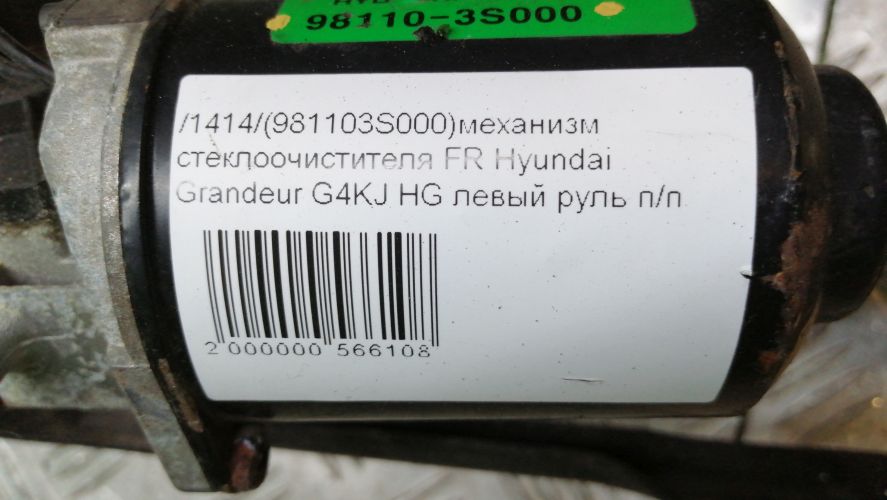 98110-3S000
/1414/(981103S000)механизм
стеклоочистителя FR Hyundai
Grandeur G4KJ HG левый руль п/п
2 000000 566108